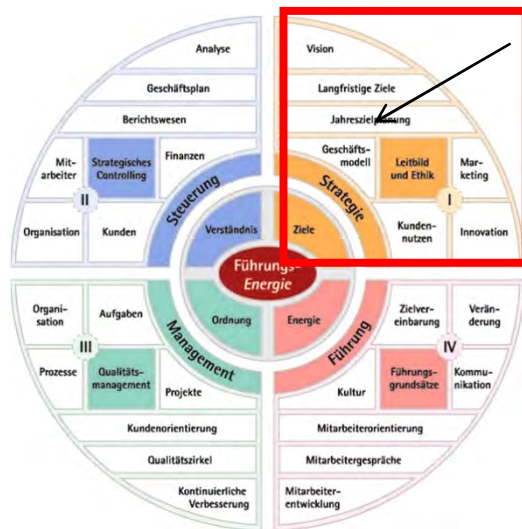 Analyse
Geschäftsplan
Berichtswesen
Mit-
arbeiter
Strategisches
Controlling
Finanzen
II
Organisation
Kunden
Steuerung
Verständnis
Vision
Langfristige Ziele
Jahreszielplanung
Geschäfts-
modell
Leitbild
und Ethik
Mar-
keting
I
Strategie
Kunden-
nutzen
Innovation
Ziele
Führungs-
Energie
Ordnung
Energie
Organi-
sation
Aufgaben
III
Prozesse
Qualitäts-
management
Projekte
Management
Kundenorientierung
Qualitätszirkel
Kontinuierliche
Verbesserung
Führung
Zielver-
einbarung
Verän-
derung
IV
Kultur
Führungs-
grundsätze
Kommu-
nikation
Mitarbeiterorientierung
Mitarbeitergespräche
Mitarbeiter-
entwicklung